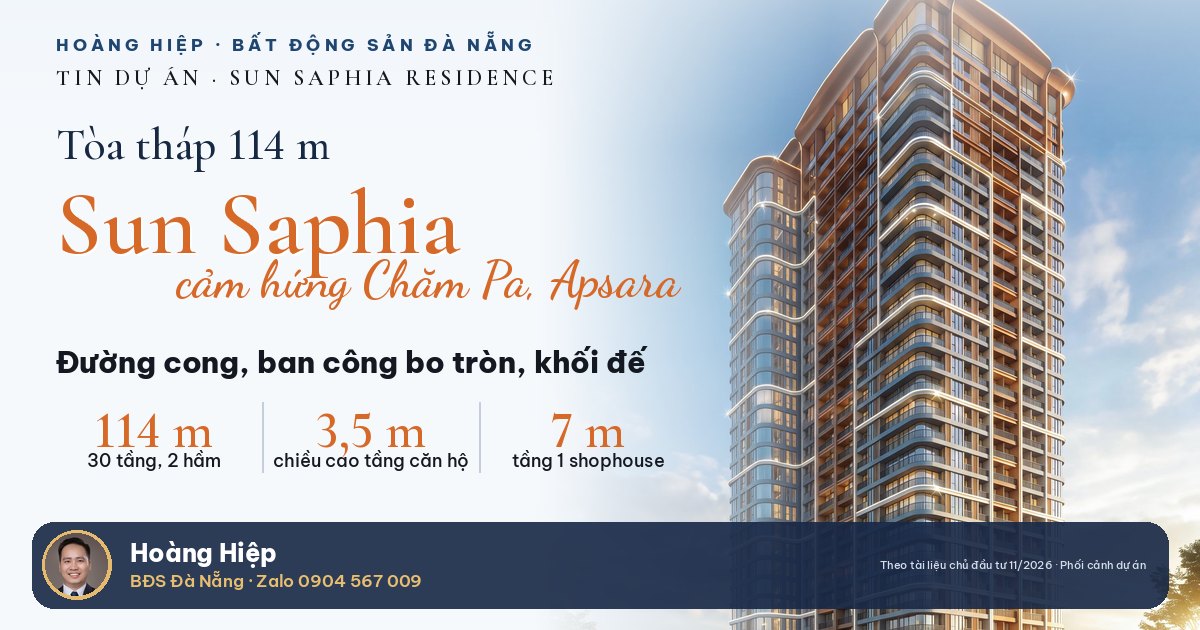 HOÀNG HIỆP · BẤT ĐỘNG SẢN ĐÀ NẴNG
TIN DỰ ÁN · SUN SAPHIA RESIDENCE
Tòa tháp 114 m
Sun Saphia
cảm hứng Chăm Pa, Apsara
Đường cong, ban công bo tròn, khối đế
114 m
30 tầng, 2 hầm
3,5 m
chiều cao tầng căn hộ
7 m
tầng 1 shophouse
Hoàng Hiệp
BĐS Đà Nẵng · Zalo 0904 567 009
Theo tài liệu chủ đầu tư 11/2026 · Phối cảnh dự án